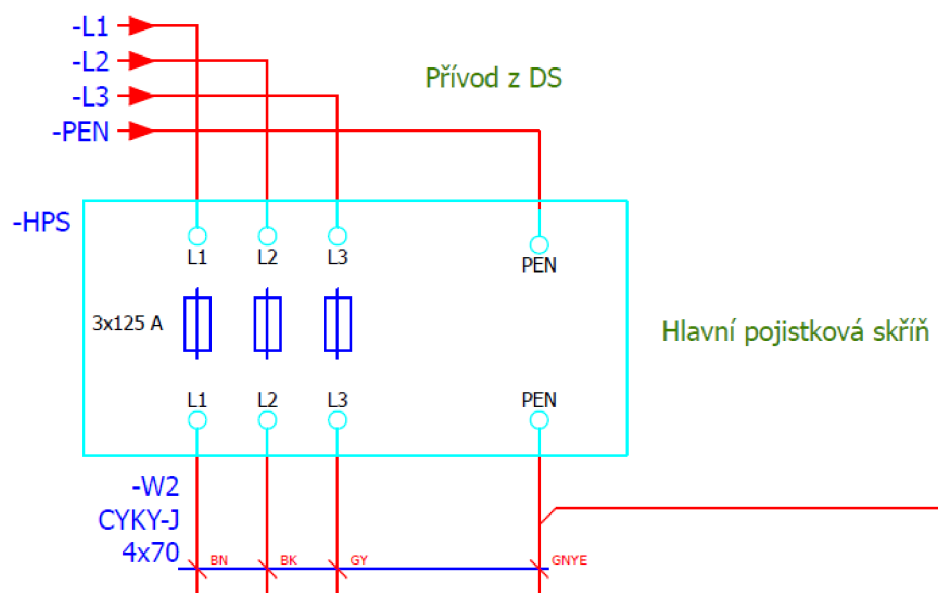 -L1
-L2
-L3
-PEN
Přívod z DS
-HPS
L1 L2 L3 PEN
3x125 A
Hlavní pojistková skříň
L1 L2 L3 PEN
-W2
CYKY-J
4x70
BN BK GY GNYE